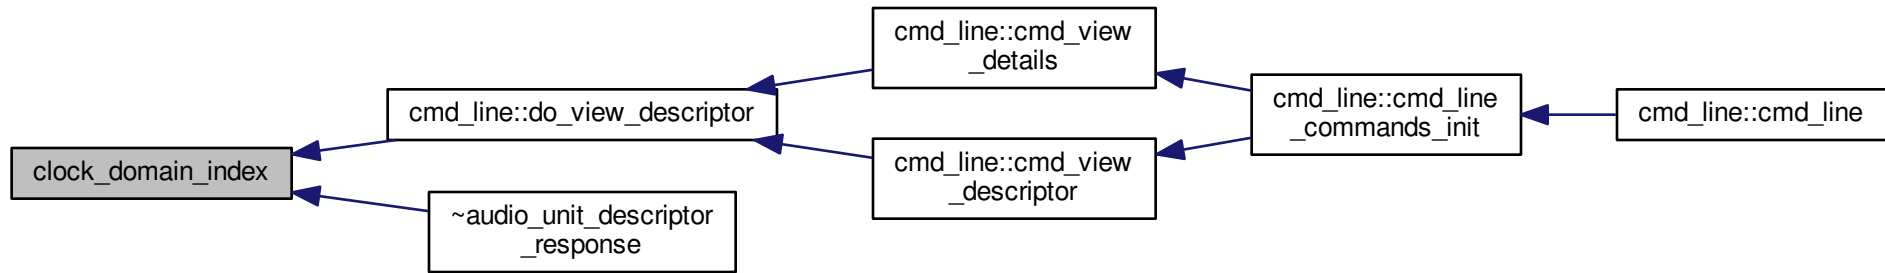 clock_domain_index
cmd_line::do_view_descriptor
~audio_unit_descriptor
_response
cmd_line::cmd_view
_details
cmd_line::cmd_view
_descriptor
cmd_line::cmd_line
_commands_init
cmd_line::cmd_line